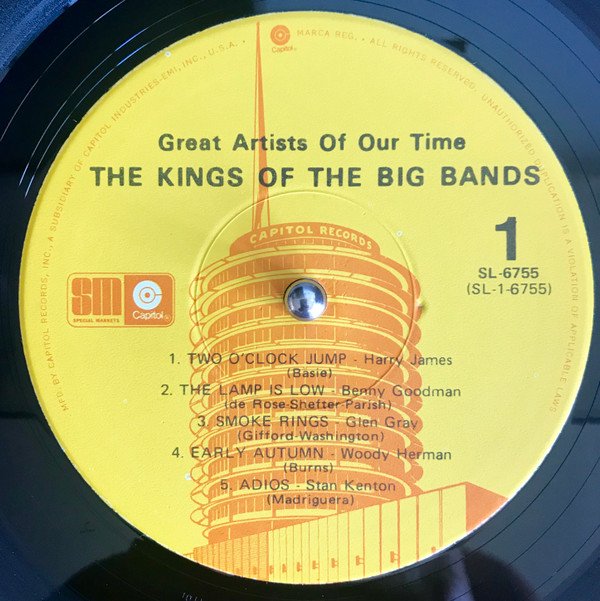 MFD. BY CAPITOL RECORDS, INC., A SUBSIDIARY OF CAPITOL INDUSTRIES-EMI, INC., U.S.A. •
Capitol®
MARCA REG. • ALL RIGHTS RESERVED. UNAUTHORIZED DUPLICATION IS A VIOLATION OF APPLICABLE LAWS
Great Artists Of Our Time
THE KINGS OF THE BIG BANDS
CAPITOL RECORDS
1
SL-6755
(SL-1-6755)
SM
SPECIAL MARKETS
Capitol®
1. TWO O'CLOCK JUMP - Harry James
(Basie)
2. THE LAMP IS LOW - Benny Goodman
(de Rose-Shefter-Parish)
3. SMOKE RINGS - Glen Gray
(Gifford-Washington)
4. EARLY AUTUMN - Woody Herman
(Burns)
5. ADIOS - Stan Kenton
(Madriguera)